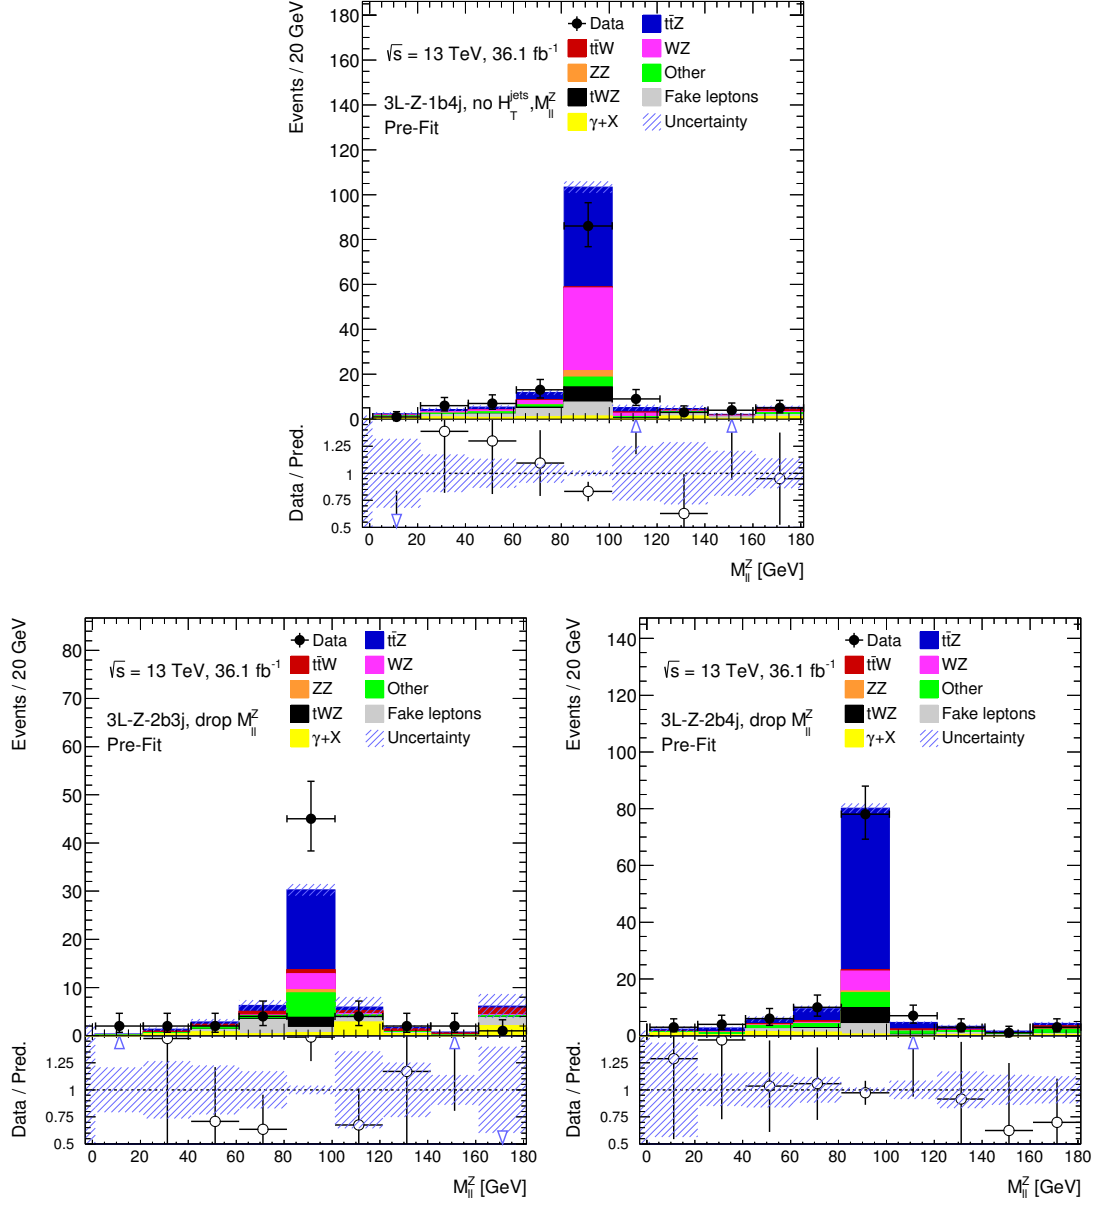 Events / 20 GeV
180
160
140
120
100
80
60
40
20
0
√s = 13 TeV, 36.1 fb⁻¹
3L-Z-1b4j, no H_T^jets, M_ll^Z
Pre-Fit
Data
tt̄Z
tt̄W
WZ
ZZ
Other
tWZ
Fake leptons
γ+X
Uncertainty
Data / Pred.
1.25
1
0.75
0.5
0 20 40 60 80 100 120 140 160 180
M_ll^Z [GeV]
Events / 20 GeV
80
70
60
50
40
30
20
10
0
√s = 13 TeV, 36.1 fb⁻¹
3L-Z-2b3j, drop M_ll^Z
Pre-Fit
Data
tt̄Z
tt̄W
WZ
ZZ
Other
tWZ
Fake leptons
γ+X
Uncertainty
Data / Pred.
1.25
1
0.75
0.5
0 20 40 60 80 100 120 140 160 180
M_ll^Z [GeV]
Events / 20 GeV
140
120
100
80
60
40
20
0
√s = 13 TeV, 36.1 fb⁻¹
3L-Z-2b4j, drop M_ll^Z
Pre-Fit
Data
tt̄Z
tt̄W
WZ
ZZ
Other
tWZ
Fake leptons
γ+X
Uncertainty
Data / Pred.
1.25
1
0.75
0.5
0 20 40 60 80 100 120 140 160 180
M_ll^Z [GeV]